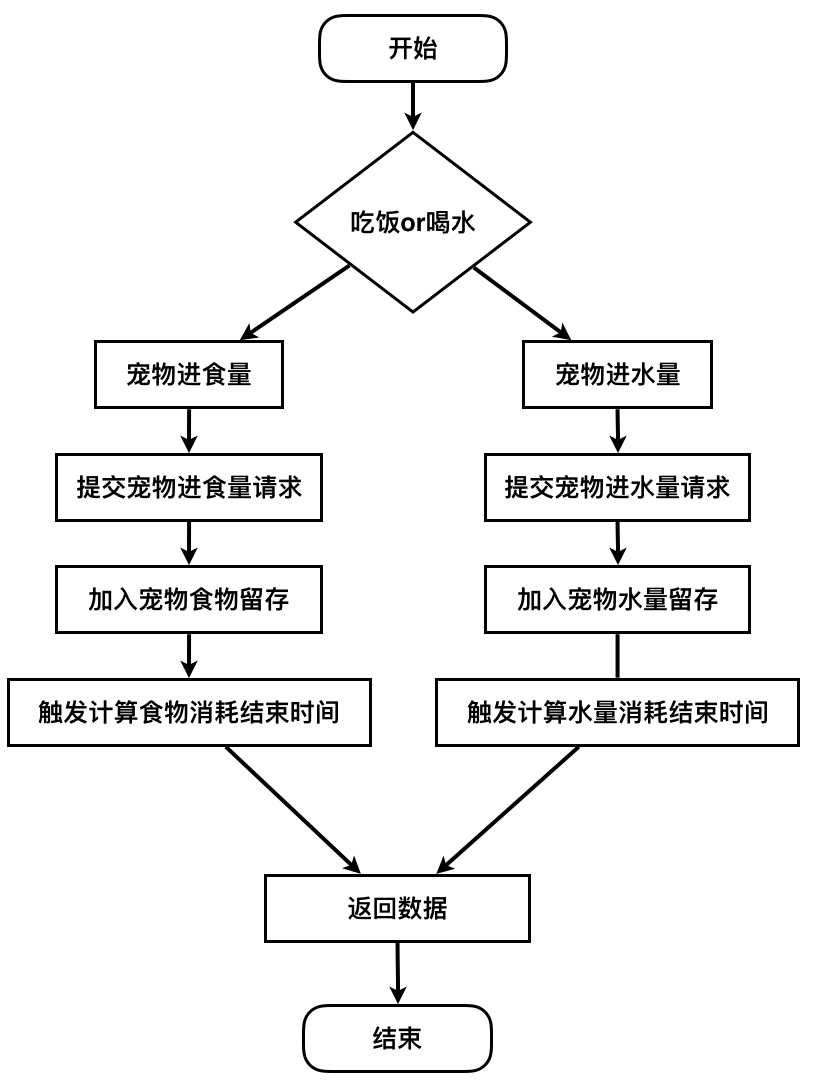 开始
吃饭or喝水
宠物进食量
宠物进水量
提交宠物进食量请求
提交宠物进水量请求
加入宠物食物留存
加入宠物水量留存
触发计算食物消耗结束时间
触发计算水量消耗结束时间
返回数据
结束